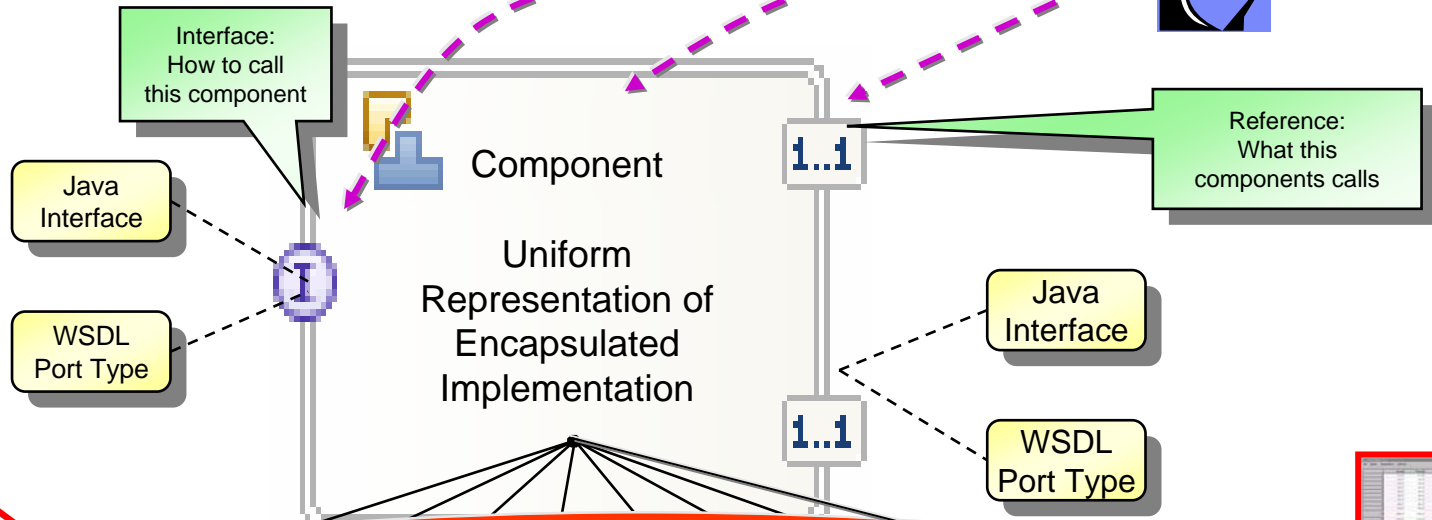 Interface:
How to call
this component
Component
1..1
Reference:
What this
components calls
Java
Interface
I
WSDL
Port Type
Uniform
Representation of
Encapsulated
Implementation
Java
Interface
1..1
WSDL
Port Type